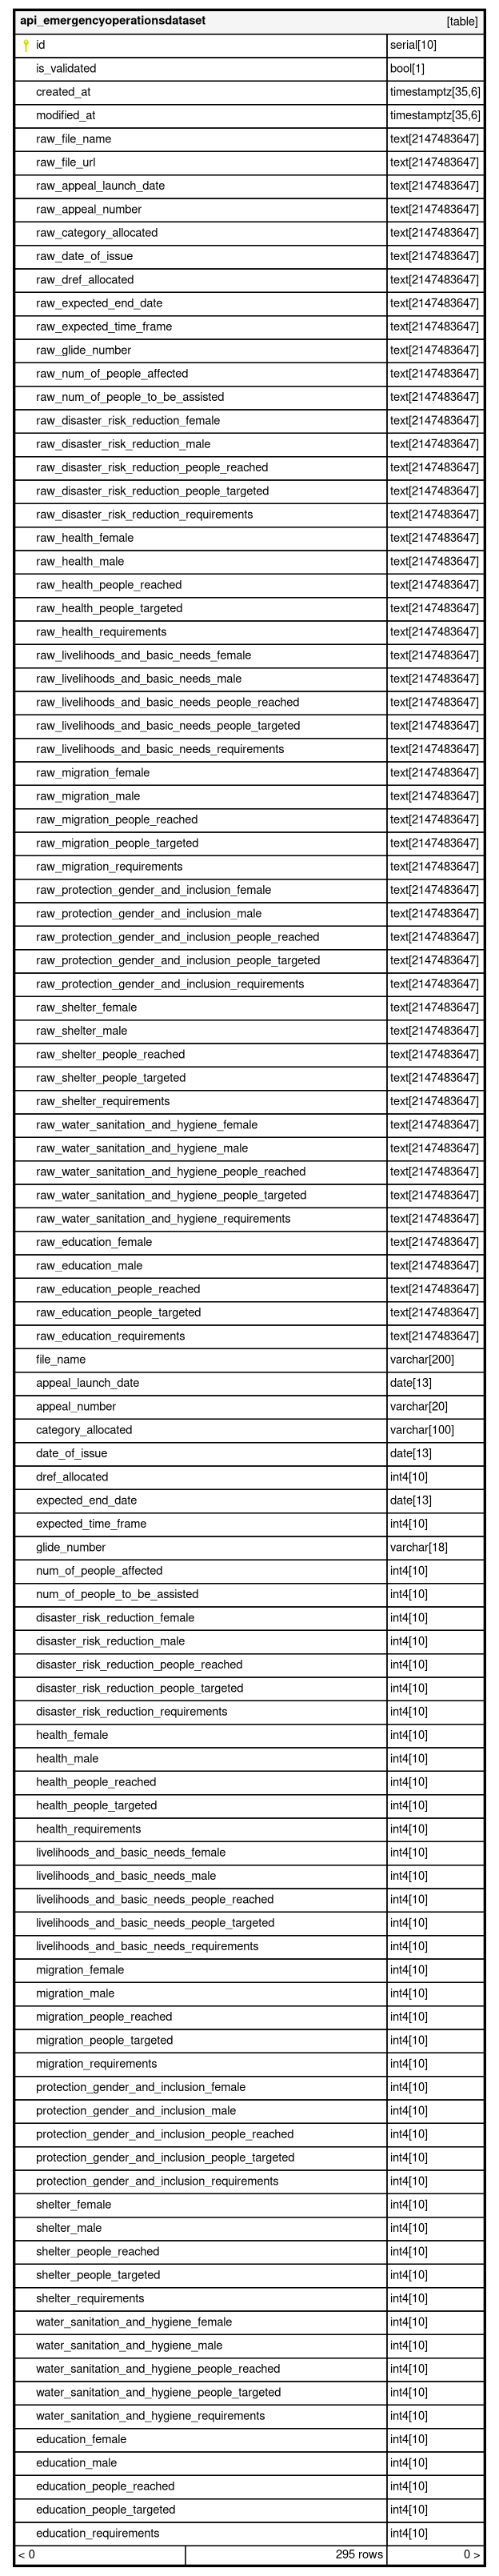 api_emergencyoperationsdataset [table]
id serial[10]
is_validated bool[1]
created_at timestamptz[35,6]
modified_at timestamptz[35,6]
raw_file_name text[2147483647]
raw_file_url text[2147483647]
raw_appeal_launch_date text[2147483647]
raw_appeal_number text[2147483647]
raw_category_allocated text[2147483647]
raw_date_of_issue text[2147483647]
raw_dref_allocated text[2147483647]
raw_expected_end_date text[2147483647]
raw_expected_time_frame text[2147483647]
raw_glide_number text[2147483647]
raw_num_of_people_affected text[2147483647]
raw_num_of_people_to_be_assisted text[2147483647]
raw_disaster_risk_reduction_female text[2147483647]
raw_disaster_risk_reduction_male text[2147483647]
raw_disaster_risk_reduction_people_reached text[2147483647]
raw_disaster_risk_reduction_people_targeted text[2147483647]
raw_disaster_risk_reduction_requirements text[2147483647]
raw_health_female text[2147483647]
raw_health_male text[2147483647]
raw_health_people_reached text[2147483647]
raw_health_people_targeted text[2147483647]
raw_health_requirements text[2147483647]
raw_livelihoods_and_basic_needs_female text[2147483647]
raw_livelihoods_and_basic_needs_male text[2147483647]
raw_livelihoods_and_basic_needs_people_reached text[2147483647]
raw_livelihoods_and_basic_needs_people_targeted text[2147483647]
raw_livelihoods_and_basic_needs_requirements text[2147483647]
raw_migration_female text[2147483647]
raw_migration_male text[2147483647]
raw_migration_people_reached text[2147483647]
raw_migration_people_targeted text[2147483647]
raw_migration_requirements text[2147483647]
raw_protection_gender_and_inclusion_female text[2147483647]
raw_protection_gender_and_inclusion_male text[2147483647]
raw_protection_gender_and_inclusion_people_reached text[2147483647]
raw_protection_gender_and_inclusion_people_targeted text[2147483647]
raw_protection_gender_and_inclusion_requirements text[2147483647]
raw_shelter_female text[2147483647]
raw_shelter_male text[2147483647]
raw_shelter_people_reached text[2147483647]
raw_shelter_people_targeted text[2147483647]
raw_shelter_requirements text[2147483647]
raw_water_sanitation_and_hygiene_female text[2147483647]
raw_water_sanitation_and_hygiene_male text[2147483647]
raw_water_sanitation_and_hygiene_people_reached text[2147483647]
raw_water_sanitation_and_hygiene_people_targeted text[2147483647]
raw_water_sanitation_and_hygiene_requirements text[2147483647]
raw_education_female text[2147483647]
raw_education_male text[2147483647]
raw_education_people_reached text[2147483647]
raw_education_people_targeted text[2147483647]
raw_education_requirements text[2147483647]
file_name varchar[200]
appeal_launch_date date[13]
appeal_number varchar[20]
category_allocated varchar[100]
date_of_issue date[13]
dref_allocated int4[10]
expected_end_date date[13]
expected_time_frame int4[10]
glide_number varchar[18]
num_of_people_affected int4[10]
num_of_people_to_be_assisted int4[10]
disaster_risk_reduction_female int4[10]
disaster_risk_reduction_male int4[10]
disaster_risk_reduction_people_reached int4[10]
disaster_risk_reduction_people_targeted int4[10]
disaster_risk_reduction_requirements int4[10]
health_female int4[10]
health_male int4[10]
health_people_reached int4[10]
health_people_targeted int4[10]
health_requirements int4[10]
livelihoods_and_basic_needs_female int4[10]
livelihoods_and_basic_needs_male int4[10]
livelihoods_and_basic_needs_people_reached int4[10]
livelihoods_and_basic_needs_people_targeted int4[10]
livelihoods_and_basic_needs_requirements int4[10]
migration_female int4[10]
migration_male int4[10]
migration_people_reached int4[10]
migration_people_targeted int4[10]
migration_requirements int4[10]
protection_gender_and_inclusion_female int4[10]
protection_gender_and_inclusion_male int4[10]
protection_gender_and_inclusion_people_reached int4[10]
protection_gender_and_inclusion_people_targeted int4[10]
protection_gender_and_inclusion_requirements int4[10]
shelter_female int4[10]
shelter_male int4[10]
shelter_people_reached int4[10]
shelter_people_targeted int4[10]
shelter_requirements int4[10]
water_sanitation_and_hygiene_female int4[10]
water_sanitation_and_hygiene_male int4[10]
water_sanitation_and_hygiene_people_reached int4[10]
water_sanitation_and_hygiene_people_targeted int4[10]
water_sanitation_and_hygiene_requirements int4[10]
education_female int4[10]
education_male int4[10]
education_people_reached int4[10]
education_people_targeted int4[10]
education_requirements int4[10]
< 0 295 rows 0 >